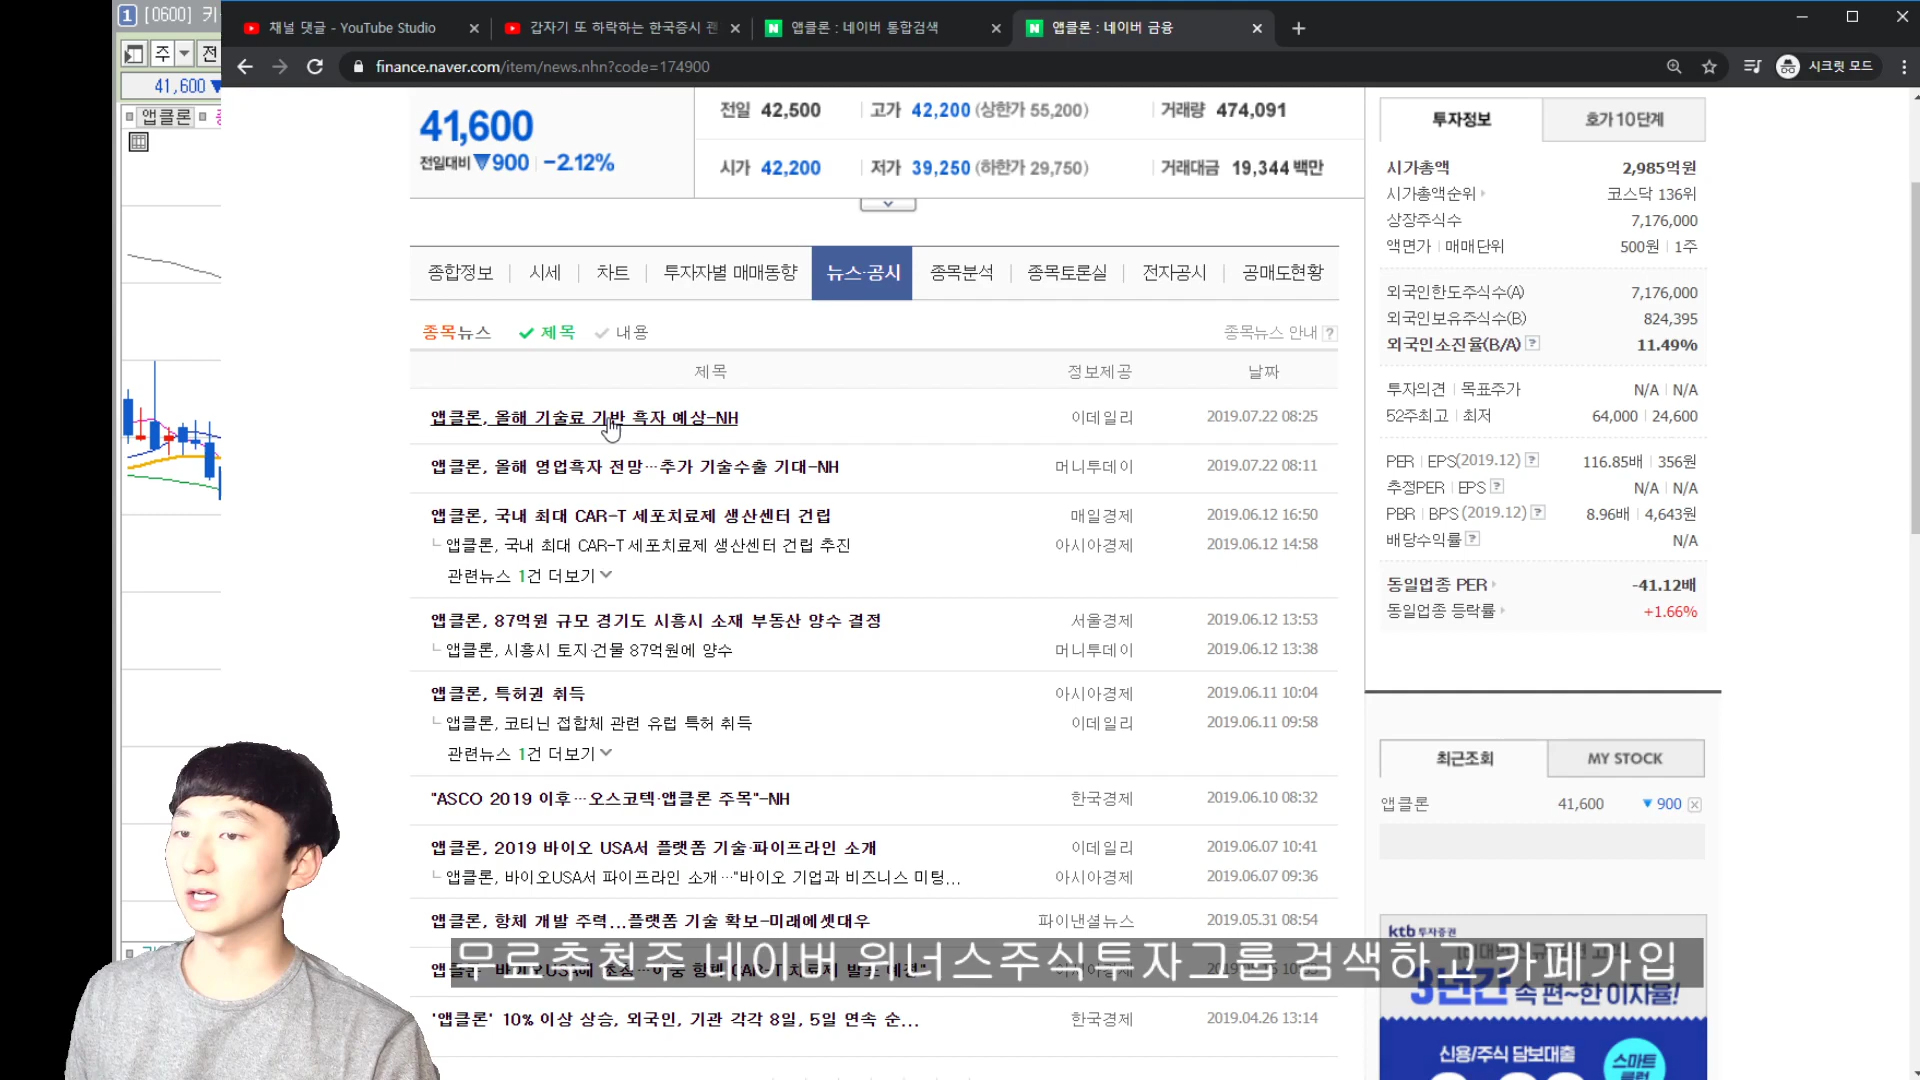 1 [0600] 키
채널 댓글 - YouTube Studio
갑자기 또 하락하는 한국증시 괜
앱클론 : 네이버 통합검색
앱클론 : 네이버 금융
주 전
finance.naver.com/item/news.nhn?code=174900
시크릿 모드
41,600 ▼
앱클론
41,600
전일대비 ▼900 -2.12%
전일 42,500 고가 42,200 (상한가 55,200) 거래량 474,091
시가 42,200 저가 39,250 (하한가 29,750) 거래대금 19,344 백만
종합정보 시세 차트 투자자별 매매동향 뉴스·공시 종목분석 종목토론실 전자공시 공매도현황
종목뉴스 제목 내용 종목뉴스 안내 ?
제목 정보제공 날짜
앱클론, 올해 기술료 기반 흑자 예상-NH 이데일리 2019.07.22 08:25
앱클론, 올해 영업흑자 전망…추가 기술수출 기대-NH 머니투데이 2019.07.22 08:11
앱클론, 국내 최대 CAR-T 세포치료제 생산센터 건립 매일경제 2019.06.12 16:50
앱클론, 국내 최대 CAR-T 세포치료제 생산센터 건립 추진 아시아경제 2019.06.12 14:58
관련뉴스 1건 더보기
앱클론, 87억원 규모 경기도 시흥시 소재 부동산 양수 결정 서울경제 2019.06.12 13:53
앱클론, 시흥시 토지·건물 87억원에 양수 머니투데이 2019.06.12 13:38
앱클론, 특허권 취득 아시아경제 2019.06.11 10:04
앱클론, 코티닌 접합체 관련 유럽 특허 취득 이데일리 2019.06.11 09:58
관련뉴스 1건 더보기
"ASCO 2019 이후…오스코텍·앱클론 주목"-NH 한국경제 2019.06.10 08:32
앱클론, 2019 바이오 USA서 플랫폼 기술·파이프라인 소개 이데일리 2019.06.07 10:41
앱클론, 바이오USA서 파이프라인 소개…"바이오 기업과 비즈니스 미팅... 아시아경제 2019.06.07 09:36
앱클론, 항체 개발 주력...플랫폼 기술 확보-미래에셋대우 파이낸셜뉴스 2019.05.31 08:54
무료추천주 네이버 위너스주식투자그룹 검색하고 카페가입
'앱클론' 10% 이상 상승, 외국인, 기관 각각 8일, 5일 연속 순... 한국경제 2019.04.26 13:14
투자정보 호가 10단계
시가총액 2,985억원
시가총액순위 코스닥 136위
상장주식수 7,176,000
액면가 매매단위 500원 1주
외국인한도주식수(A) 7,176,000
외국인보유주식수(B) 824,395
외국인소진율(B/A) ? 11.49%
투자의견 목표주가 N/A N/A
52주최고 최저 64,000 24,600
PER EPS(2019.12) ? 116.85배 356원
추정PER EPS ? N/A N/A
PBR BPS (2019.12) ? 8.96배 4,643원
배당수익률 ? N/A
동일업종 PER -41.12배
동일업종 등락률 +1.66%
최근조회 MY STOCK
앱클론 41,600 ▼ 900
ktb 투자증권
3년간 속 편~한 이자율!
신용/주식 담보대출
스마트
클럽